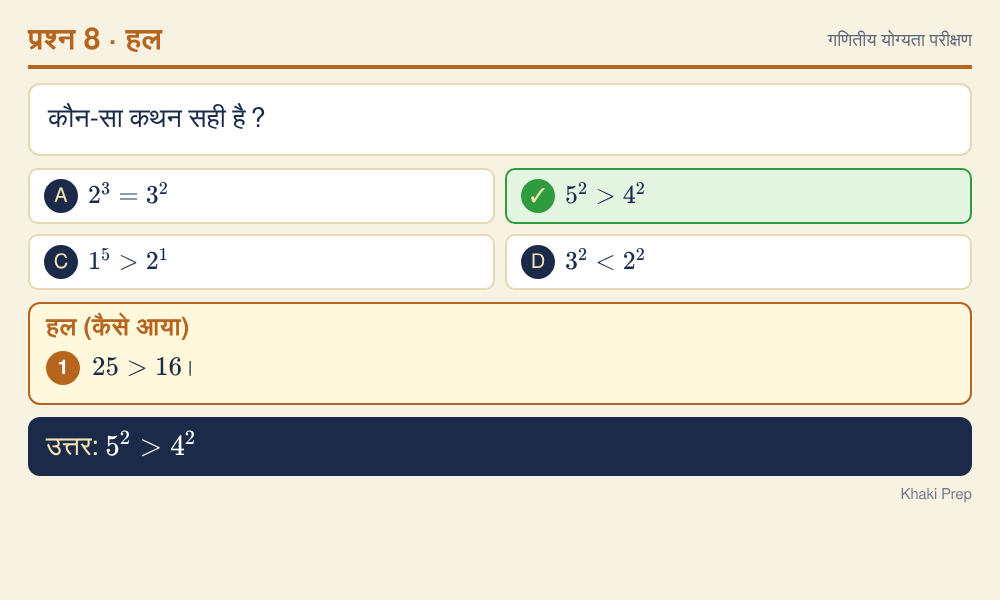 प्रश्न 8 · हल
गणितीय योग्यता परीक्षण
कौन-सा कथन सही है ?
A 2³ = 3²
✓ 5² > 4²
C 1⁵ > 2¹
D 3² < 2²
हल (कैसे आया)
1 25 > 16।
उत्तर: 5² > 4²
Khaki Prep